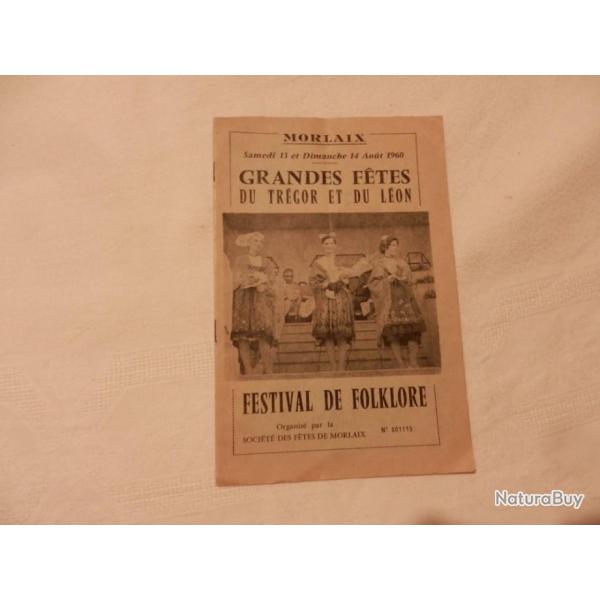 MORLAIX
Samedi 13 et Dimanche 14 Août 1960
GRANDES FÊTES
DU TRÉGOR ET DU LÉON
FESTIVAL DE FOLKLORE
Organisé par la
SOCIÉTÉ DES FÊTES DE MORLAIX
N° 001115
NaturaBuy